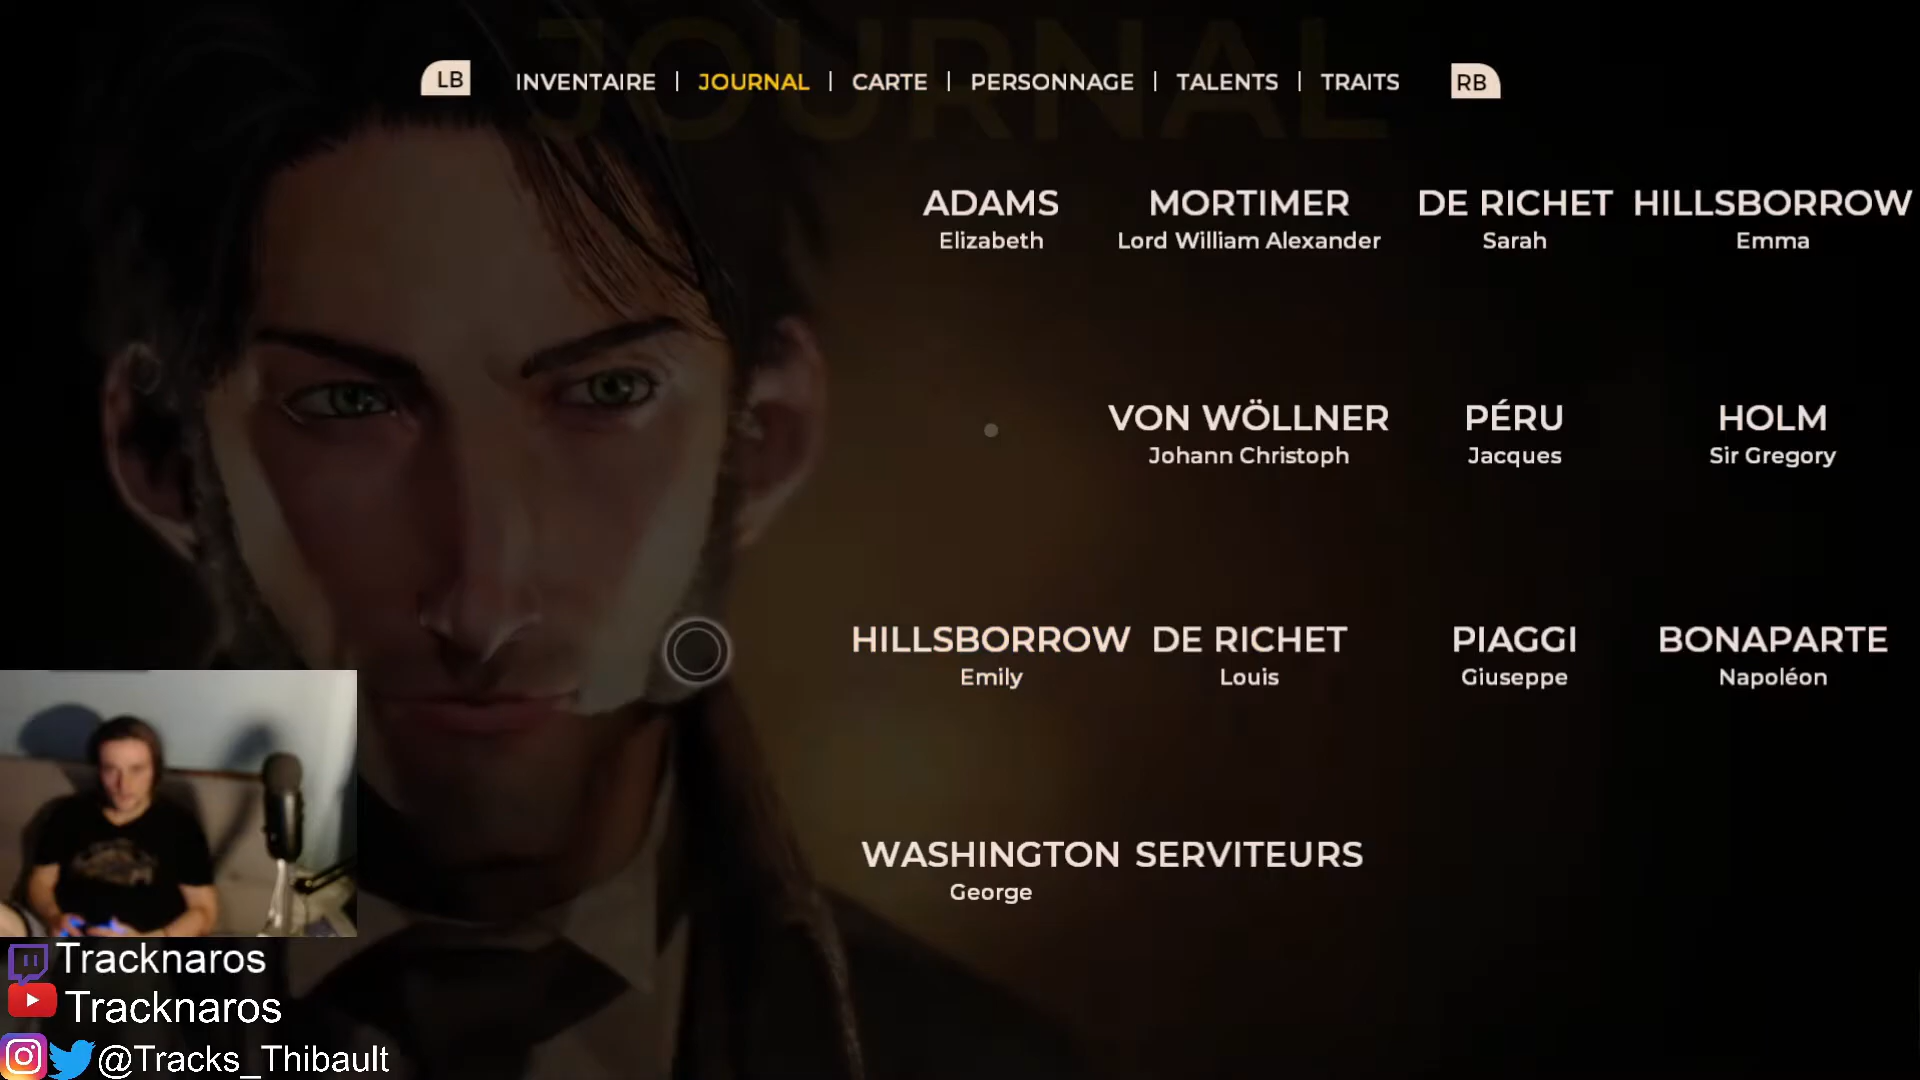 JOURNAL
LB INVENTAIRE | JOURNAL | CARTE | PERSONNAGE | TALENTS | TRAITS RB
ADAMS MORTIMER DE RICHET HILLSBORROW
Elizabeth Lord William Alexander Sarah Emma
VON WÖLLNER PÉRU HOLM
Johann Christoph Jacques Sir Gregory
HILLSBORROW DE RICHET PIAGGI BONAPARTE
Emily Louis Giuseppe Napoléon
WASHINGTON SERVITEURS
George
Tracknaros
Tracknaros
@Tracks_Thibault